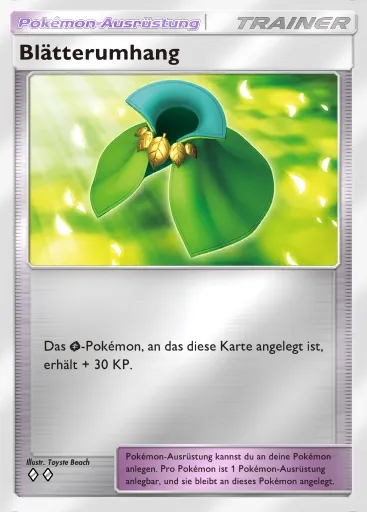 Pokémon-Ausrüstung
TRAINER
Blätterumhang
Das -Pokémon, an das diese Karte angelegt ist,
erhält + 30 KP.
Illustr. Toyste Beach
Pokémon-Ausrüstung kannst du an deine Pokémon
anlegen. Pro Pokémon ist 1 Pokémon-Ausrüstung
anlegbar, und sie bleibt an dieses Pokémon angelegt.